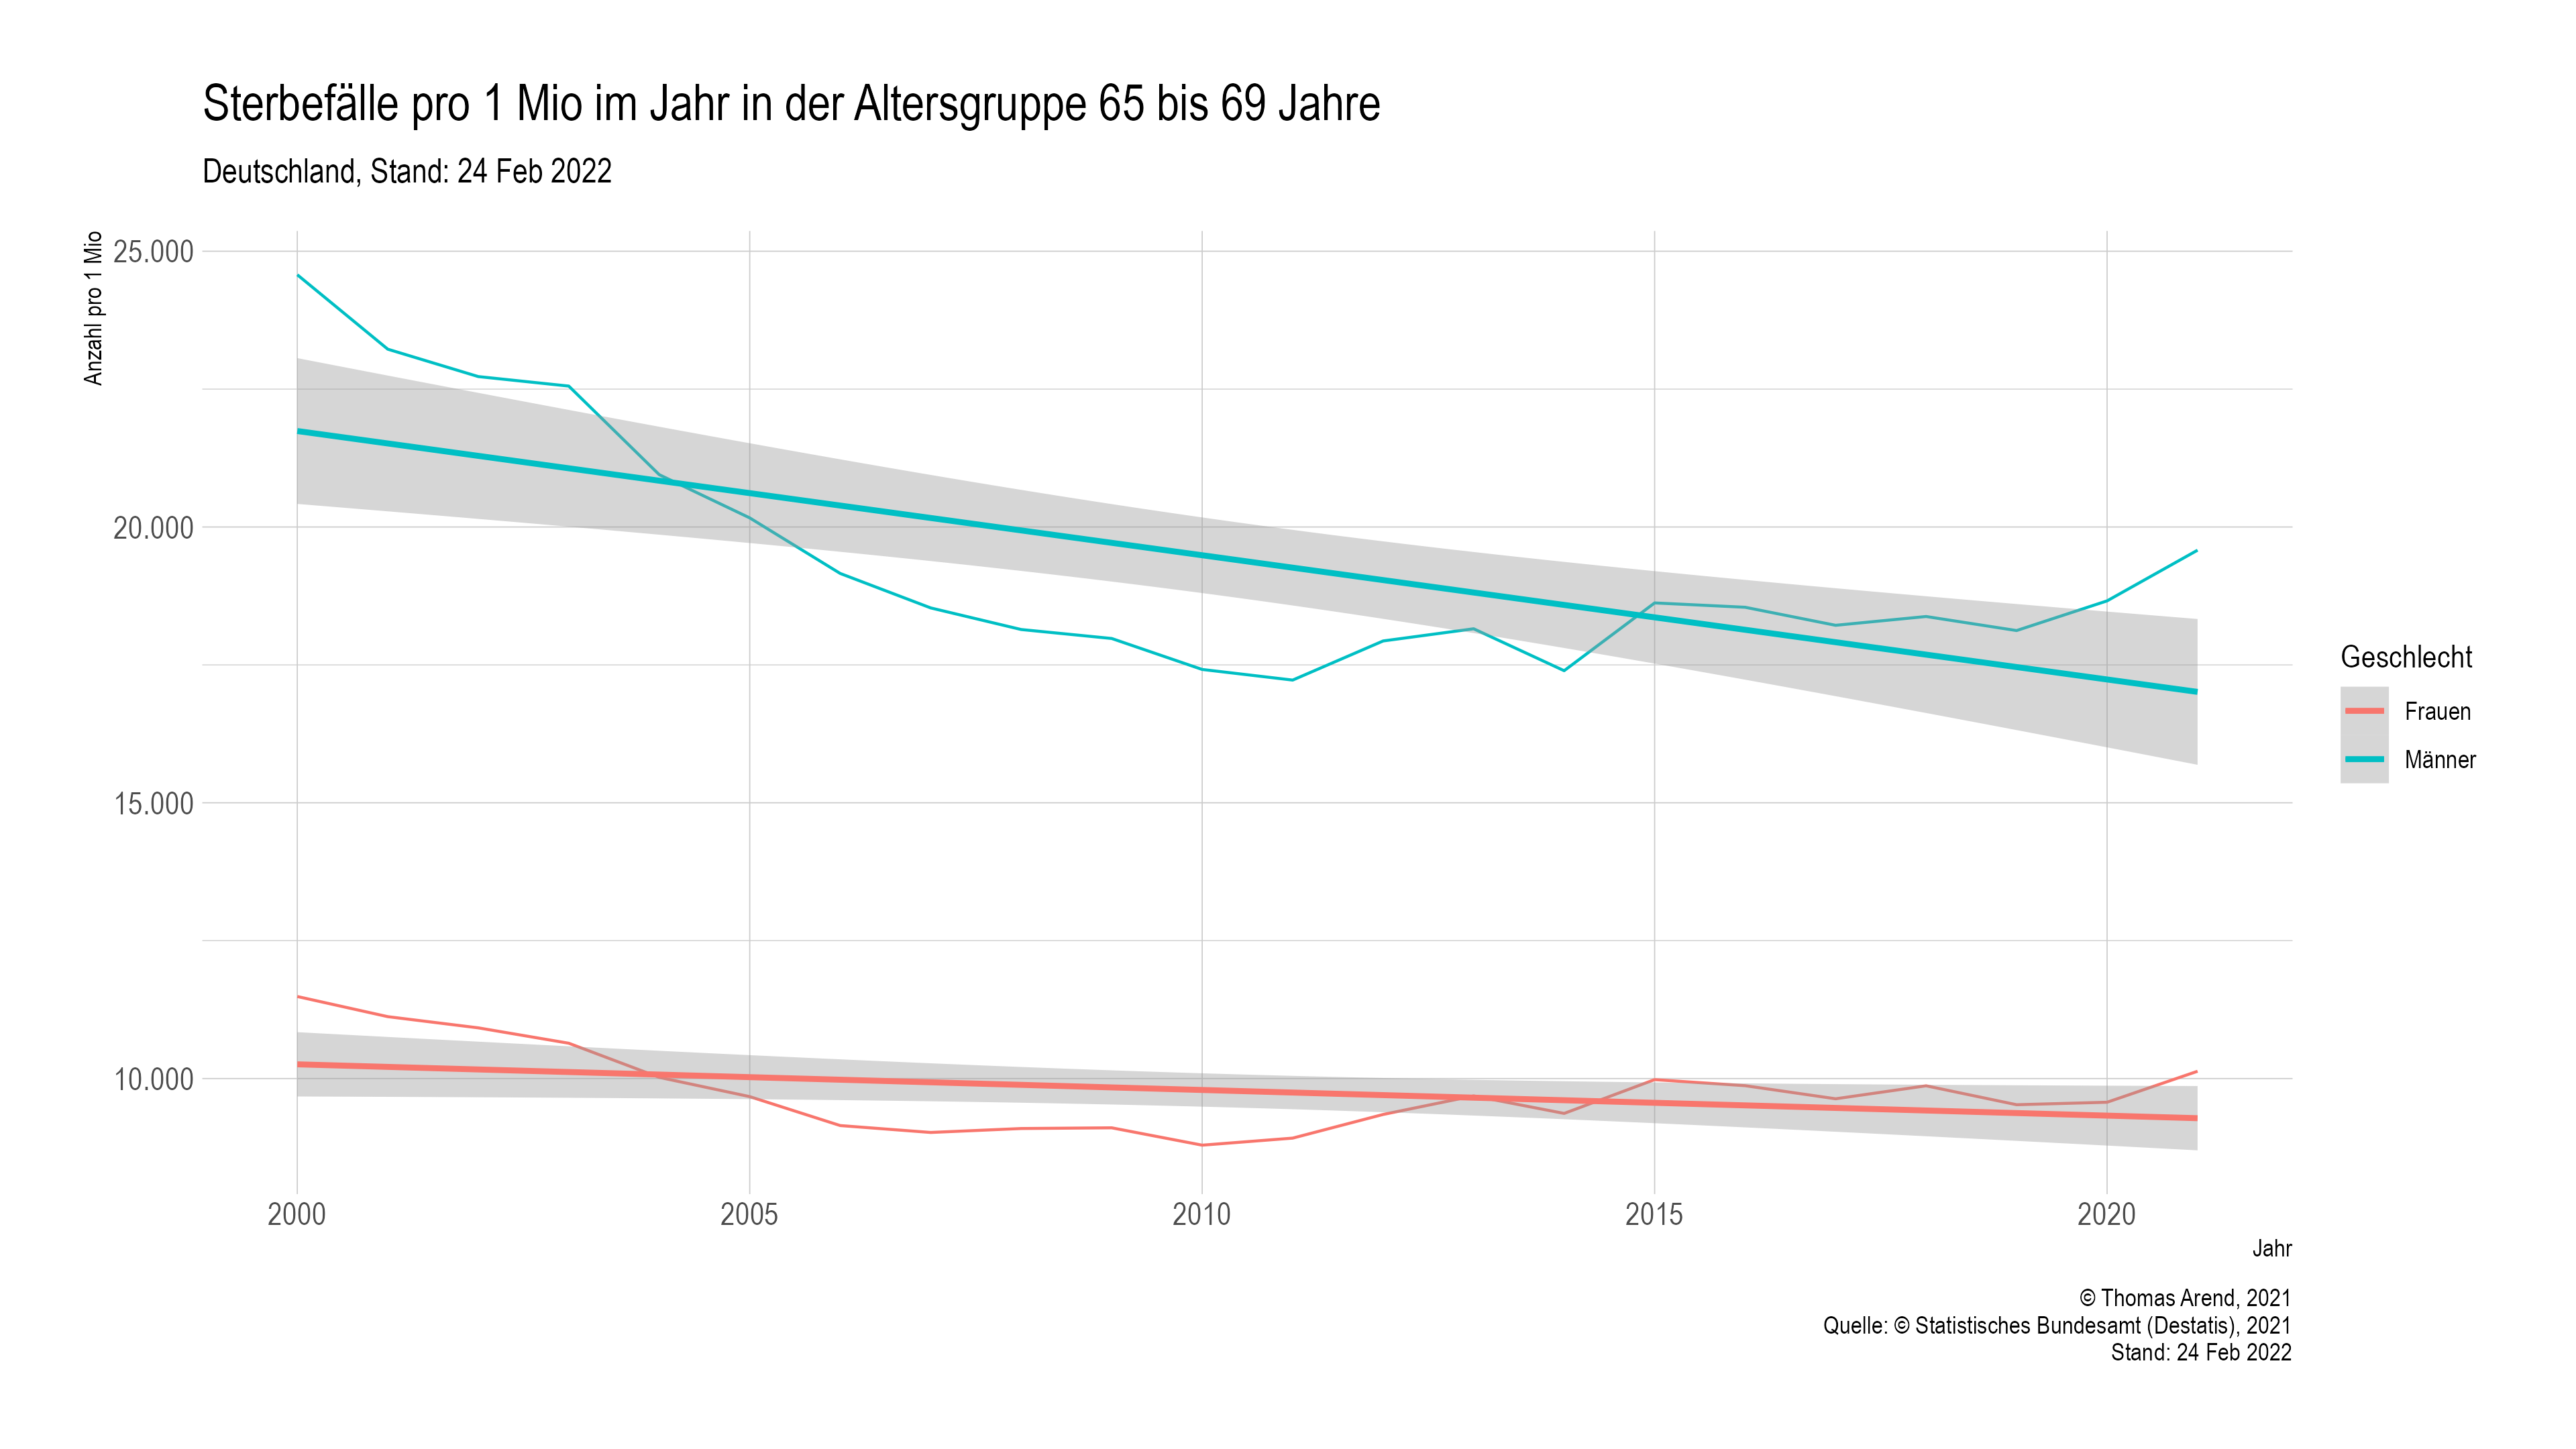 Sterbefälle pro 1 Mio im Jahr in der Altersgruppe 65 bis 69 Jahre
Deutschland, Stand: 24 Feb 2022
Anzahl pro 1 Mio
25.000
20.000
15.000
10.000
2000
2005
2010
2015
2020
Jahr
Geschlecht
Frauen
Männer
© Thomas Arend, 2021
Quelle: © Statistisches Bundesamt (Destatis), 2021
Stand: 24 Feb 2022